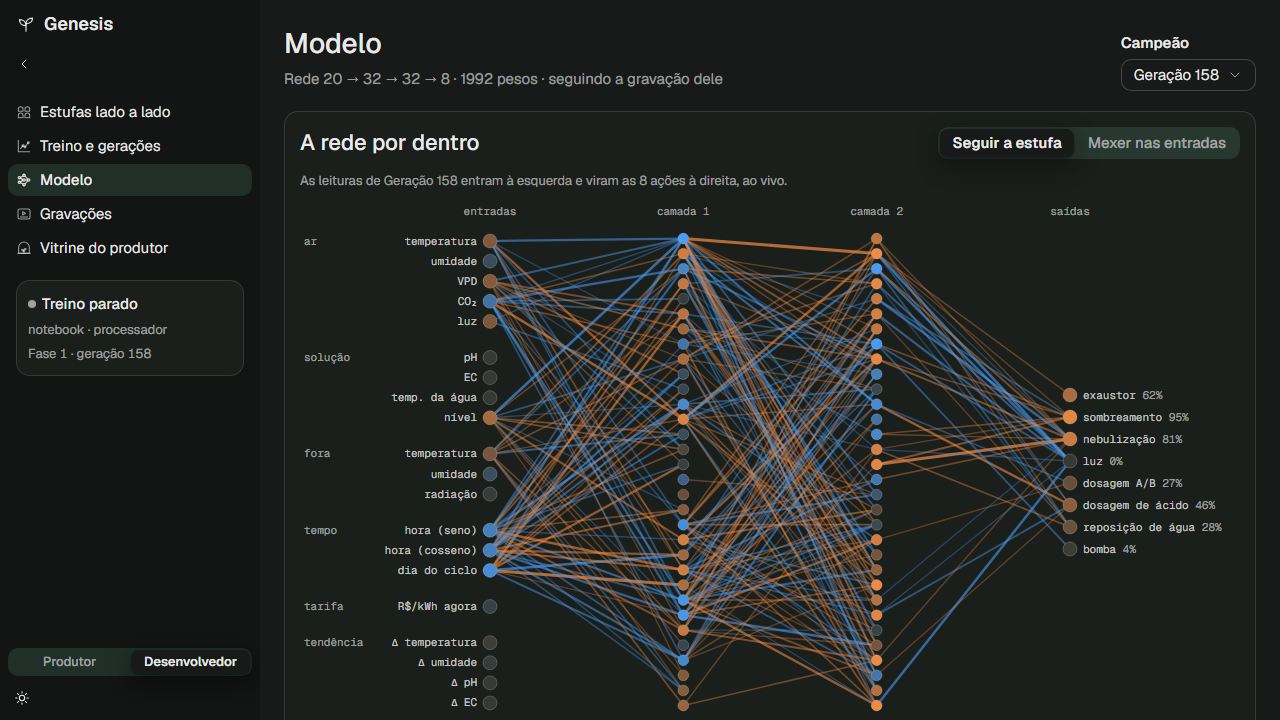 Genesis
Estufas lado a lado
Treino e gerações
Modelo
Gravações
Vitrine do produtor
Treino parado
notebook · processador
Fase 1 · geração 158
Produtor
Desenvolvedor
Modelo
Rede 20 → 32 → 32 → 8 · 1992 pesos · seguindo a gravação dele
Campeão
Geração 158
A rede por dentro
Seguir a estufa
Mexer nas entradas
As leituras de Geração 158 entram à esquerda e viram as 8 ações à direita, ao vivo.
entradas
camada 1
camada 2
saídas
ar
temperatura
umidade
VPD
CO₂
luz
solução
pH
EC
temp. da água
nível
fora
temperatura
umidade
radiação
tempo
hora (seno)
hora (cosseno)
dia do ciclo
tarifa
R$/kWh agora
tendência
Δ temperatura
Δ umidade
Δ pH
Δ EC
exaustor 62%
sombreamento 95%
nebulização 81%
luz 0%
dosagem A/B 27%
dosagem de ácido 46%
reposição de água 28%
bomba 4%